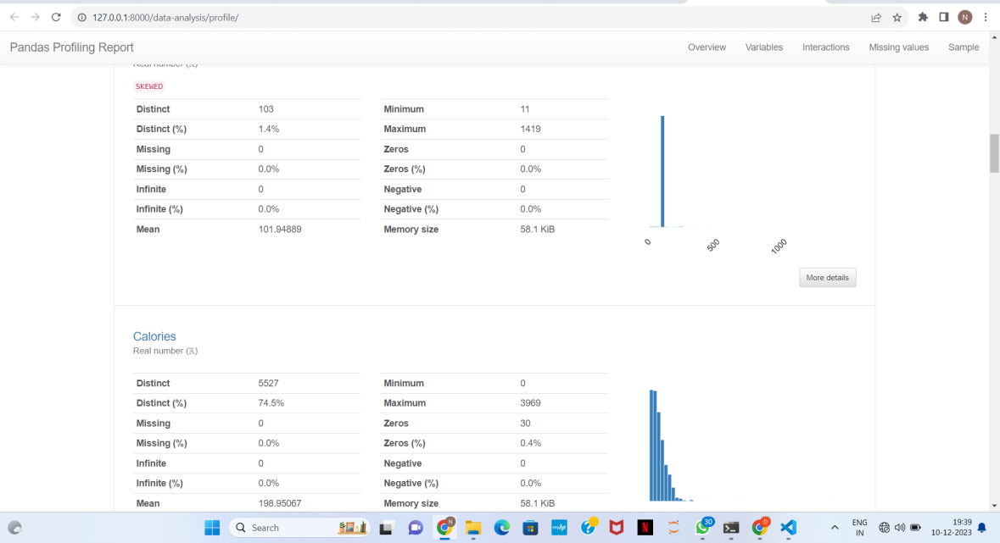 127.0.0.1:8000/data-analysis/profile/
N
Pandas Profiling Report
Overview Variables Interactions Missing values Sample
Real number (ℝ)
SKEWED
Distinct 103 Minimum 11
Distinct (%) 1.4% Maximum 1419
Missing 0 Zeros 0
Missing (%) 0.0% Zeros (%) 0.0%
Infinite 0 Negative 0
Infinite (%) 0.0% Negative (%) 0.0%
Mean 101.94889 Memory size 58.1 KiB
0 500 1000
More details
Calories
Real number (ℝ)
Distinct 5527 Minimum 0
Distinct (%) 74.5% Maximum 3969
Missing 0 Zeros 30
Missing (%) 0.0% Zeros (%) 0.4%
Infinite 0 Negative 0
Infinite (%) 0.0% Negative (%) 0.0%
Mean 198.95067 Memory size 58.1 KiB
Search N myhp N 30 D ENG 19:39
IN 10-12-2023